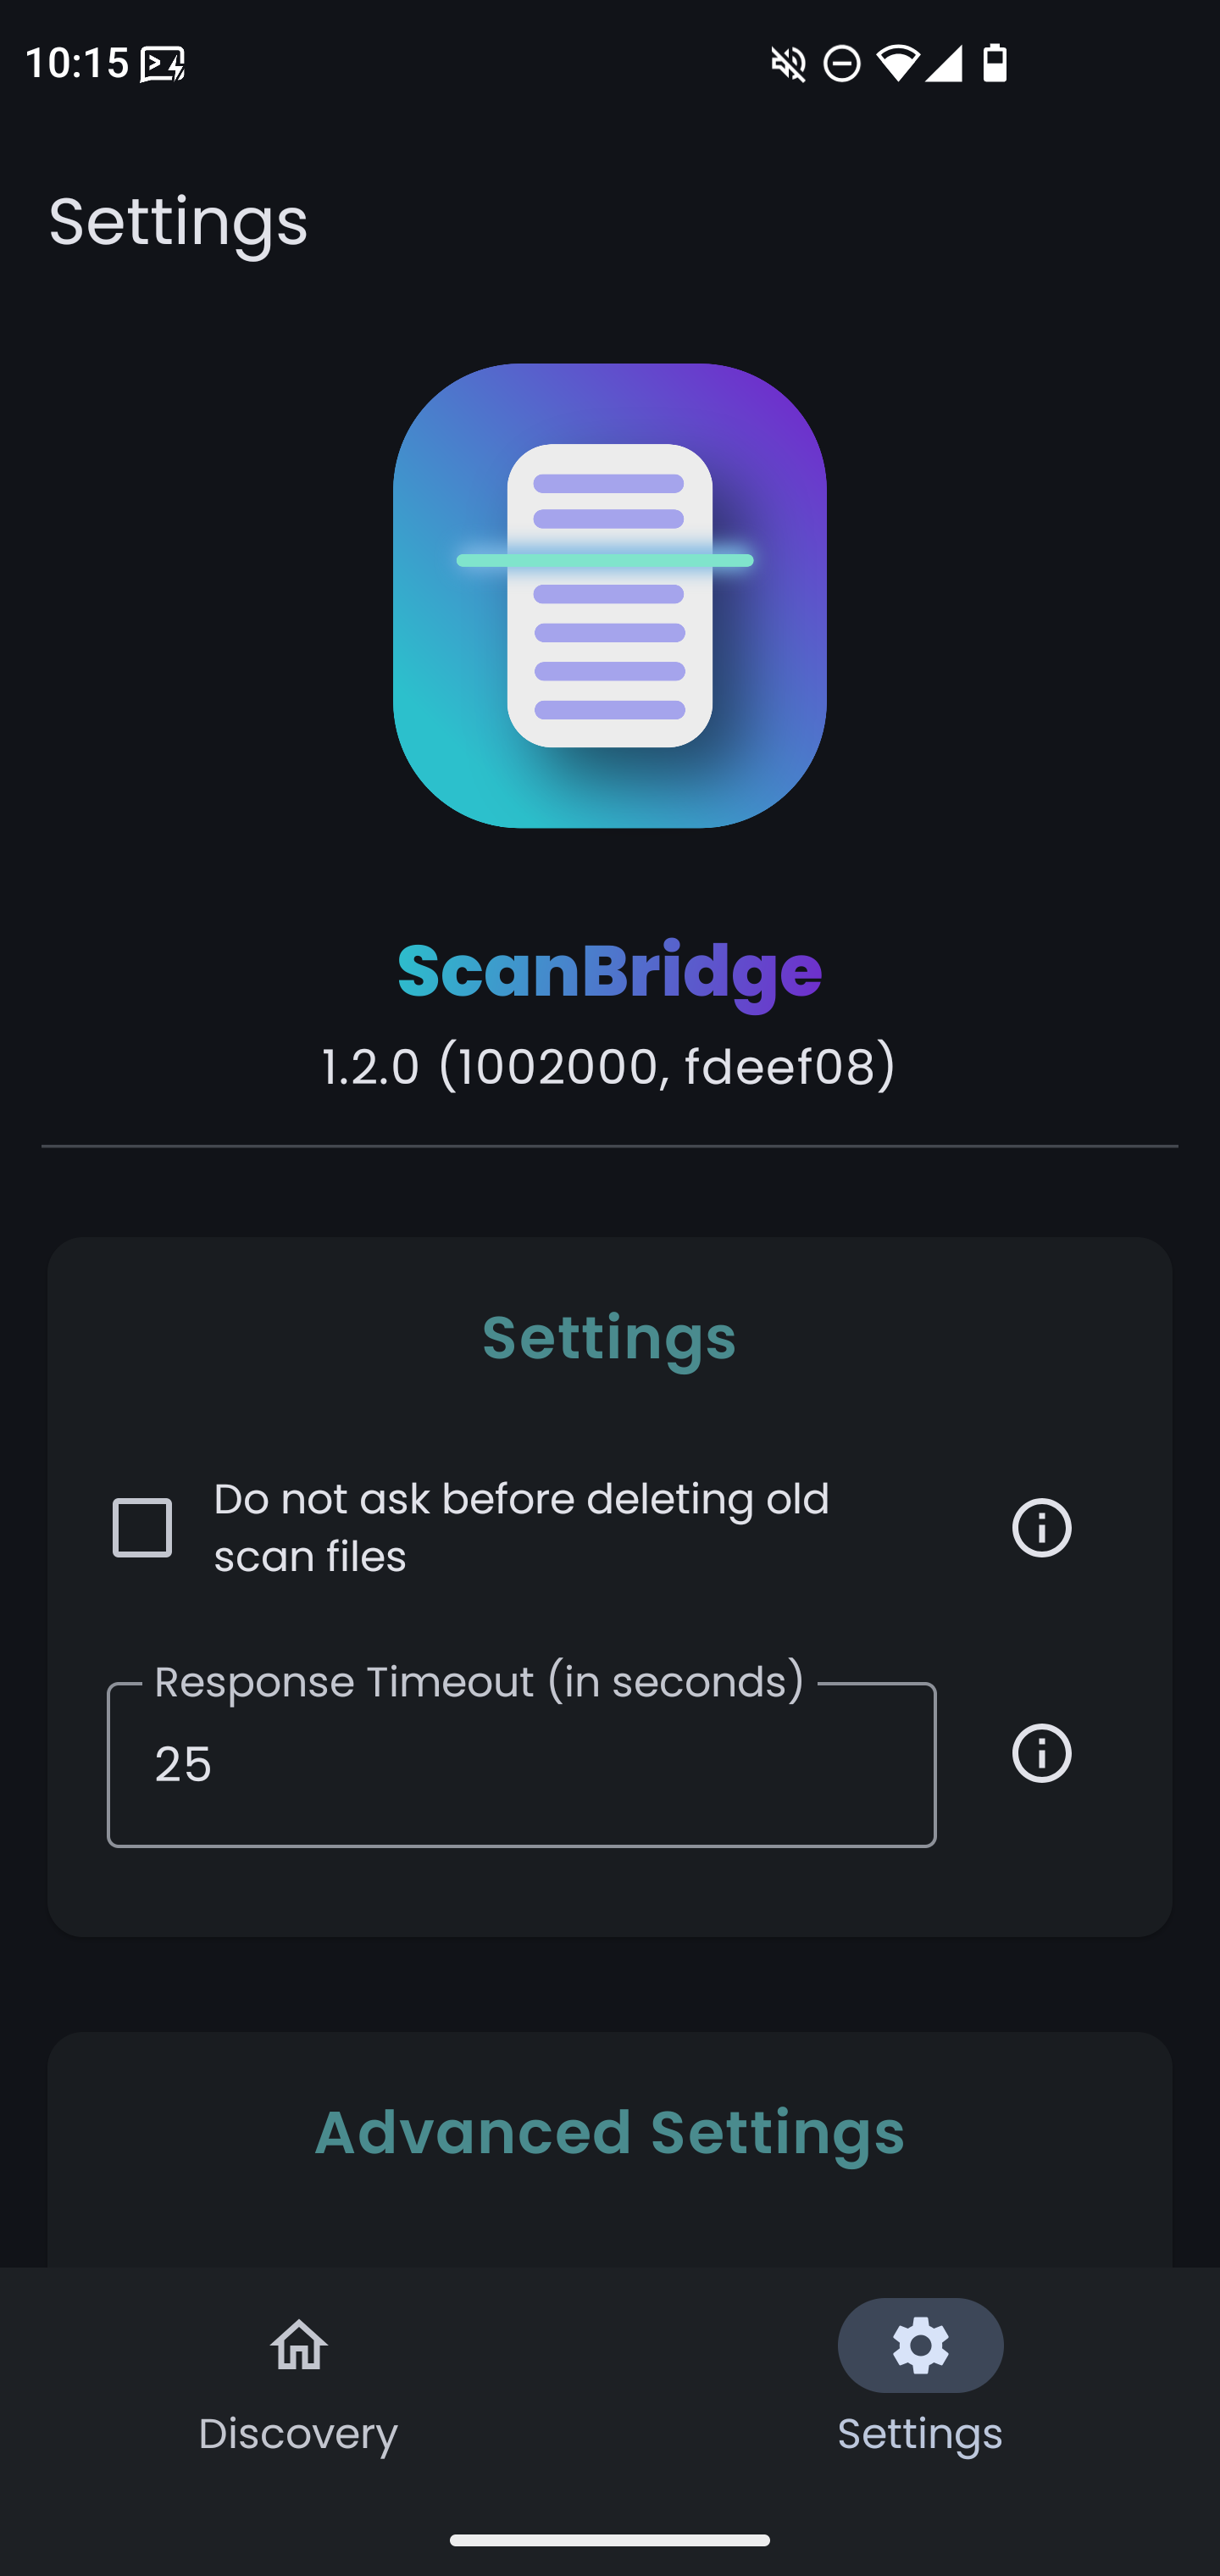 10:15
Settings
ScanBridge
1.2.0 (1002000, fdeef08)
Settings
Do not ask before deleting old
scan files
Response Timeout (in seconds)
25
Advanced Settings
Discovery
Settings